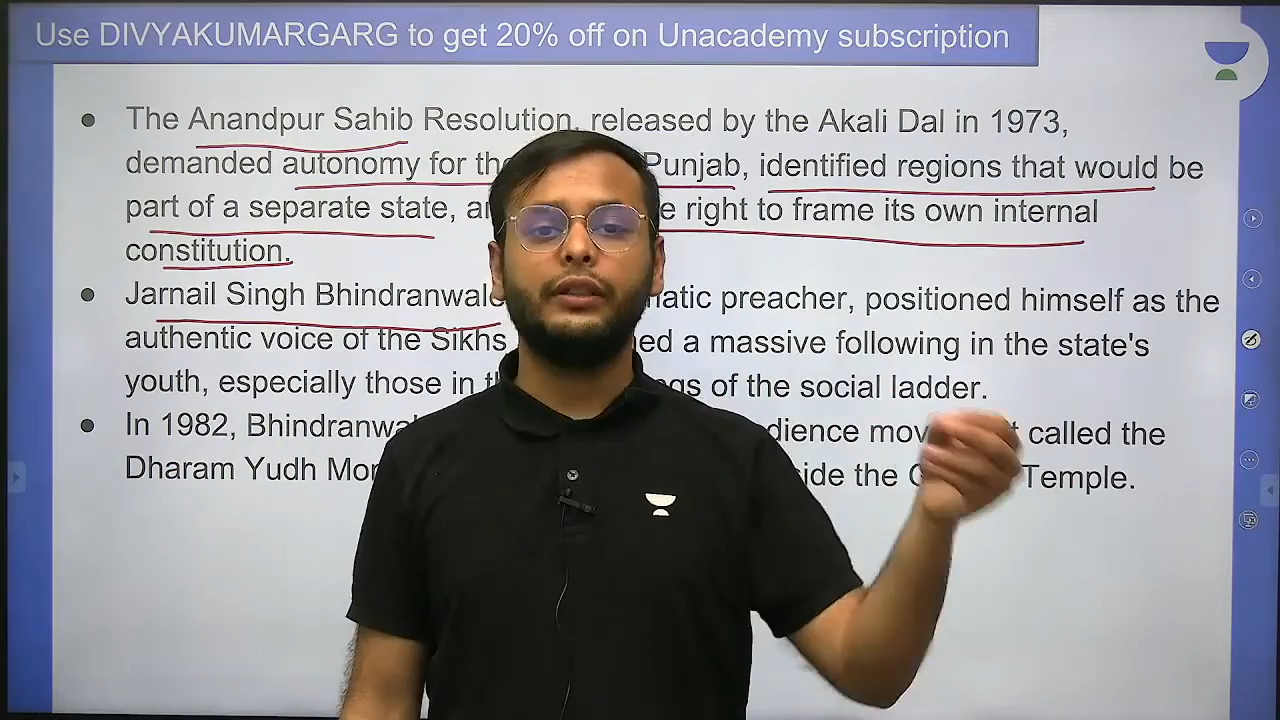 Use DIVYAKUMARGARG to get 20% off on Unacademy subscription
The Anandpur Sahib Resolution, released by the Akali Dal in 1973,
demanded autonomy for Punjab, identified regions that would be
part of a separate state, right to frame its own internal
constitution.
Jarnail Singh Bhindranwale preacher, positioned himself as the
authentic voice of the Sikhs a massive following in the state's
youth, especially those in of the social ladder.
In 1982, called the
Dharam Yudh the Temple.